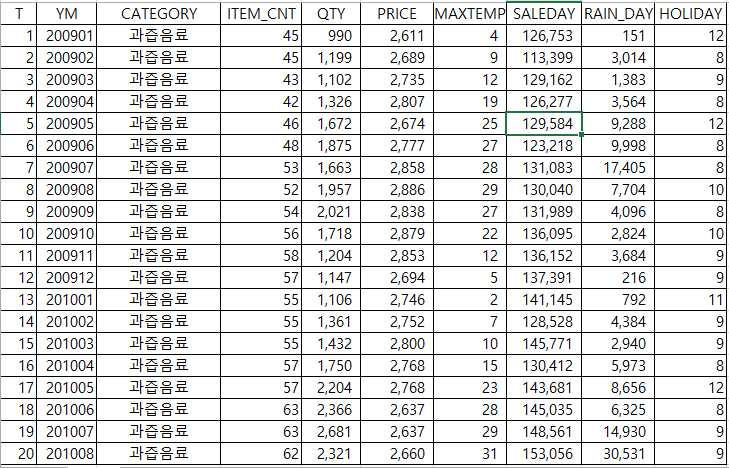 T YM CATEGORY ITEM_CNT QTY PRICE MAXTEMP SALEDAY RAIN_DAY HOLIDAY
1 200901 과즙음료 45 990 2,611 4 126,753 151 12
2 200902 과즙음료 45 1,199 2,689 9 113,399 3,014 8
3 200903 과즙음료 43 1,102 2,735 12 129,162 1,383 9
4 200904 과즙음료 42 1,326 2,807 19 126,277 3,564 8
5 200905 과즙음료 46 1,672 2,674 25 129,584 9,288 12
6 200906 과즙음료 48 1,875 2,777 27 123,218 9,998 8
7 200907 과즙음료 53 1,663 2,858 28 131,083 17,405 8
8 200908 과즙음료 52 1,957 2,886 29 130,040 7,704 10
9 200909 과즙음료 54 2,021 2,838 27 131,989 4,096 8
10 200910 과즙음료 56 1,718 2,879 22 136,095 2,824 10
11 200911 과즙음료 58 1,204 2,853 12 136,152 3,684 9
12 200912 과즙음료 57 1,147 2,694 5 137,391 216 9
13 201001 과즙음료 55 1,106 2,746 2 141,145 792 11
14 201002 과즙음료 55 1,361 2,752 7 128,528 4,384 9
15 201003 과즙음료 55 1,432 2,800 10 145,771 2,940 9
16 201004 과즙음료 57 1,750 2,768 15 130,412 5,973 8
17 201005 과즙음료 57 2,204 2,768 23 143,681 8,656 12
18 201006 과즙음료 63 2,366 2,637 28 145,035 6,325 8
19 201007 과즙음료 63 2,681 2,637 29 148,561 14,930 9
20 201008 과즙음료 62 2,321 2,660 31 153,056 30,531 9